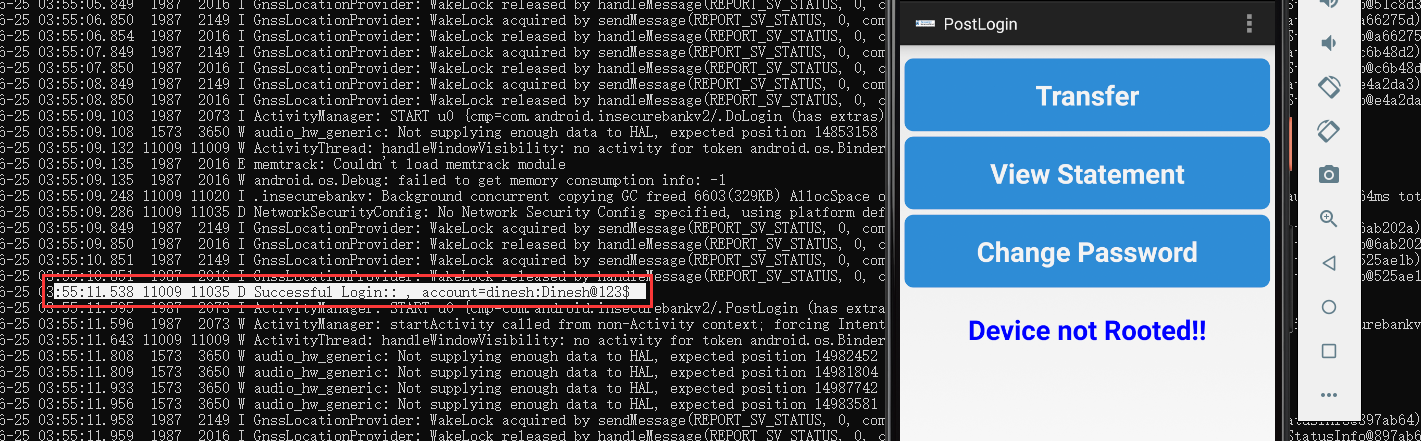 6-25 03:55:05.849 1987 2016 I GnssLocationProvider: WakeLock released by handleMessage(REPORT_SV_STATUS, 0, co
6-25 03:55:06.854 1987 2149 I GnssLocationProvider: WakeLock acquired by sendMessage(REPORT_SV_STATUS, 0, com
6-25 03:55:06.854 1987 2016 I GnssLocationProvider: WakeLock released by handleMessage(REPORT_SV_STATUS, 0, c
6-25 03:55:07.850 1987 2149 I GnssLocationProvider: WakeLock acquired by sendMessage(REPORT_SV_STATUS, 0, com
6-25 03:55:07.850 1987 2016 I GnssLocationProvider: WakeLock released by handleMessage(REPORT_SV_STATUS, 0, c
6-25 03:55:08.849 1987 2149 I GnssLocationProvider: WakeLock acquired by sendMessage(REPORT_SV_STATUS, 0, com
6-25 03:55:08.850 1987 2016 I GnssLocationProvider: WakeLock released by handleMessage(REPORT_SV_STATUS, 0, c
6-25 03:55:09.103 1987 2073 I ActivityManager: START u0 {cmp=com.android.insecurebankv2/.DoLogin (has extras)
6-25 03:55:09.108 1573 3650 W audio_hw_generic: Not supplying enough data to HAL, expected position 14853158
6-25 03:55:09.132 11009 11009 W ActivityThread: handleWindowVisibility: no activity for token android.os.Binder
6-25 03:55:09.135 1987 2016 E memtrack: Couldn't load memtrack module
6-25 03:55:09.135 1987 2016 W android.os.Debug: failed to get memory consumption info: -1
6-25 03:55:09.248 11009 11020 I .insecurebankv: Background concurrent copying GC freed 6603(329KB) AllocSpace o
6-25 03:55:09.286 11009 11035 D NetworkSecurityConfig: No Network Security Config specified, using platform def
6-25 03:55:09.849 1987 2149 I GnssLocationProvider: WakeLock acquired by sendMessage(REPORT_SV_STATUS, 0, com
6-25 03:55:09.850 1987 2016 I GnssLocationProvider: WakeLock released by handleMessage(REPORT_SV_STATUS, 0, c
6-25 03:55:10.851 1987 2149 I GnssLocationProvider: WakeLock acquired by sendMessage(REPORT_SV_STATUS, 0, com
6-25 03:55:10.851 1987 2016 I GnssLocationProvider: WakeLock released by handleMessage(REPORT_SV_STATUS, 0, c
6-25 03:55:11.538 11009 11035 D Successful Login:: , account=dinesh:Dinesh@123$
6-25 03:55:11.595 1987 2073 I ActivityManager: START u0 {cmp=com.android.insecurebankv2/.PostLogin (has extra
6-25 03:55:11.596 1987 2073 W ActivityManager: startActivity called from non-Activity context; forcing Intent
6-25 03:55:11.643 11009 11009 W ActivityThread: handleWindowVisibility: no activity for token android.os.Binder
6-25 03:55:11.808 1573 3650 W audio_hw_generic: Not supplying enough data to HAL, expected position 14982452
6-25 03:55:11.809 1573 3650 W audio_hw_generic: Not supplying enough data to HAL, expected position 14981804
6-25 03:55:11.933 1573 3650 W audio_hw_generic: Not supplying enough data to HAL, expected position 14987742
6-25 03:55:11.956 1573 3650 W audio_hw_generic: Not supplying enough data to HAL, expected position 14983581
6-25 03:55:11.958 1987 2149 I GnssLocationProvider: WakeLock acquired by sendMessage(REPORT_SV_STATUS, 0, com
6-25 03:55:11.959 1987 2016 I GnssLocationProvider: WakeLock released by handleMessage(REPORT_SV_STATUS, 0, c
PostLogin
Transfer
View Statement
Change Password
Device not Rooted!!